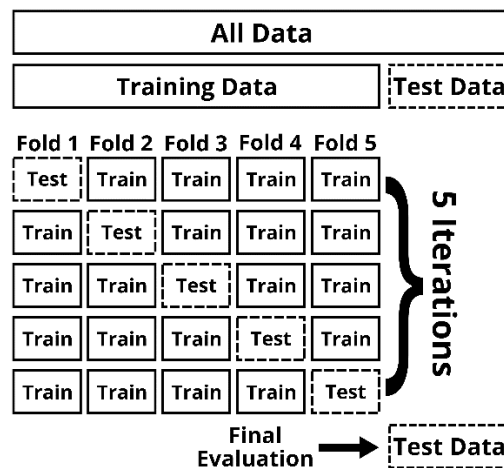 All Data
Training Data Test Data
Fold 1 Fold 2 Fold 3 Fold 4 Fold 5
Test Train Train Train Train
Train Test Train Train Train
Train Train Test Train Train
Train Train Train Test Train
Train Train Train Train Test
5 Iterations
Final
Evaluation
Test Data